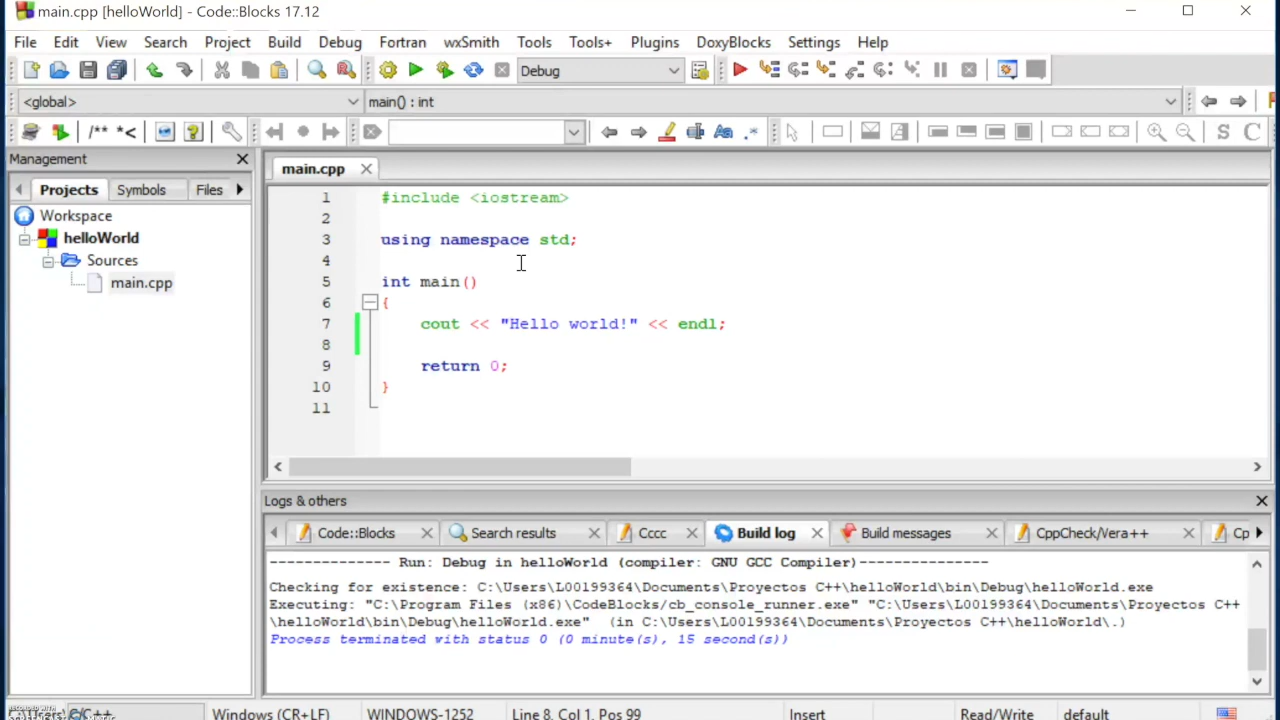 main.cpp [helloWorld] - Code::Blocks 17.12
File Edit View Search Project Build Debug Fortran wxSmith Tools Tools+ Plugins DoxyBlocks Settings Help
Debug
<global> main() : int
/** *<
Aa .* S C
Management
Projects Symbols Files
Workspace
helloWorld
Sources
main.cpp
main.cpp
1 #include <iostream>
2
3 using namespace std;
4
5 int main()
6 {
7 cout << "Hello world!" << endl;
8
9 return 0;
10 }
11
Logs & others
Code::Blocks Search results Cccc Build log Build messages CppCheck/Vera++ Cp
-------------- Run: Debug in helloWorld (compiler: GNU GCC Compiler)---------------
Checking for existence: C:\Users\L00199364\Documents\Proyectos C++\helloWorld\bin\Debug\helloWorld.exe
Executing: "C:\Program Files (x86)\CodeBlocks/cb_console_runner.exe" "C:\Users\L00199364\Documents\Proyectos C++
\helloWorld\bin\Debug\helloWorld.exe"  (in C:\Users\L00199364\Documents\Proyectos C++\helloWorld\.)
Process terminated with status 0 (0 minute(s), 15 second(s))
C/C++ Windows (CR+LF) WINDOWS-1252 Line 8, Col 1, Pos 99 Insert Read/Write default